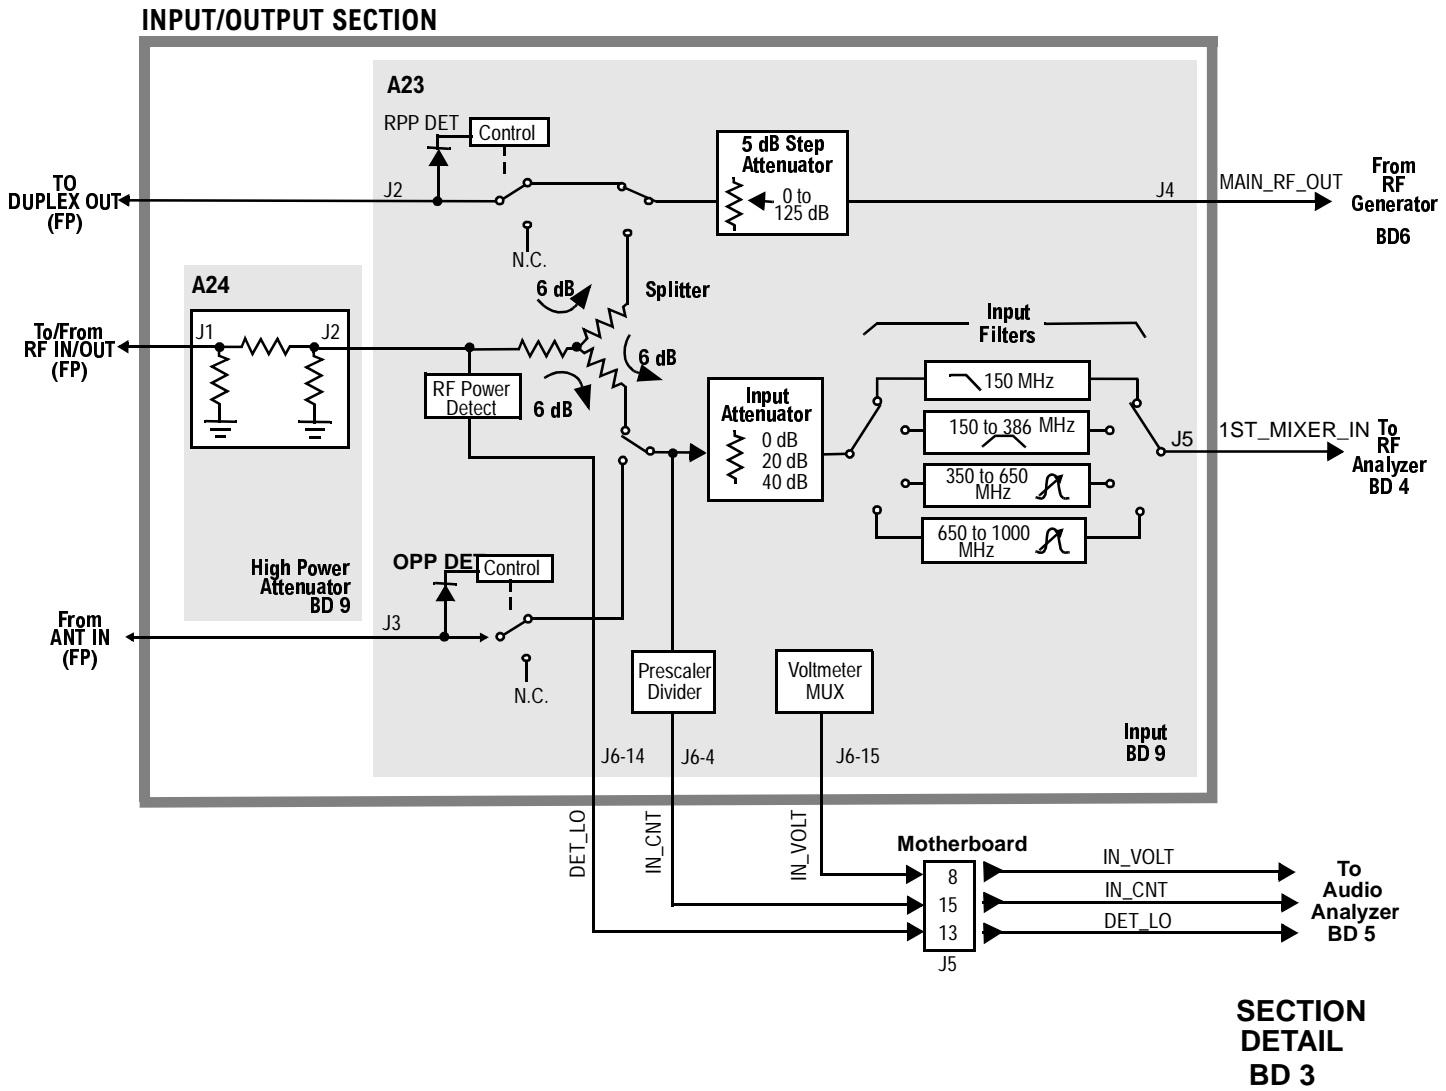 INPUT/OUTPUT SECTION
A23
RPP DET
Control
5 dB Step
Attenuator
0 to
125 dB
TO
DUPLEX OUT
(FP)
J2
J4
MAIN_RF_OUT
From
RF
Generator
BD6
N.C.
A24
6 dB
Splitter
To/From
RF IN/OUT
(FP)
J1
J2
Input
Filters
6 dB
RF Power
Detect
6 dB
Input
Attenuator
0 dB
20 dB
40 dB
150 MHz
150 to 386 MHz
350 to 650
MHz
650 to 1000
MHz
J5
1ST_MIXER_IN
To
RF
Analyzer
BD 4
High Power
Attenuator
BD 9
OPP DET
Control
From
ANT IN
(FP)
J3
N.C.
Prescaler
Divider
Voltmeter
MUX
Input
BD 9
J6-14
J6-4
J6-15
DET_LO
IN_CNT
IN_VOLT
Motherboard
8
15
13
J5
IN_VOLT
IN_CNT
DET_LO
To
Audio
Analyzer
BD 5
SECTION
DETAIL
BD 3